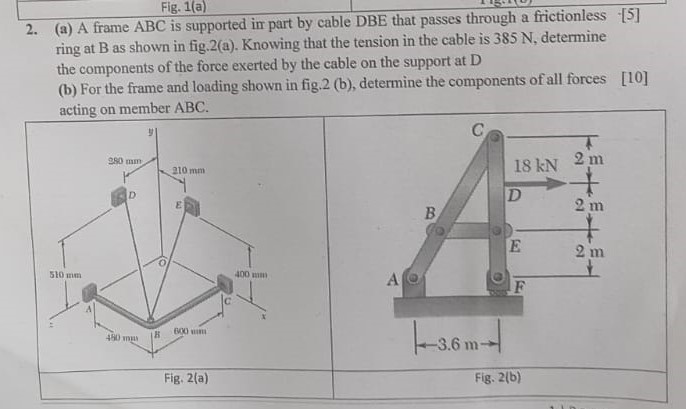 Fig. 1(a)
2. (a) A frame ABC is supported in part by cable DBE that passes through a frictionless [5]
ring at B as shown in fig.2(a). Knowing that the tension in the cable is 385 N, determine
the components of the force exerted by the cable on the support at D
(b) For the frame and loading shown in fig.2 (b), determine the components of all forces [10]
acting on member ABC.
y
280 mm
210 mm
D
E
O
510 mm
400 mm
A
C
z
x
480 mm
B
600 mm
Fig. 2(a)
C
18 kN
2 m
D
2 m
B
E
2 m
A
F
3.6 m
Fig. 2(b)